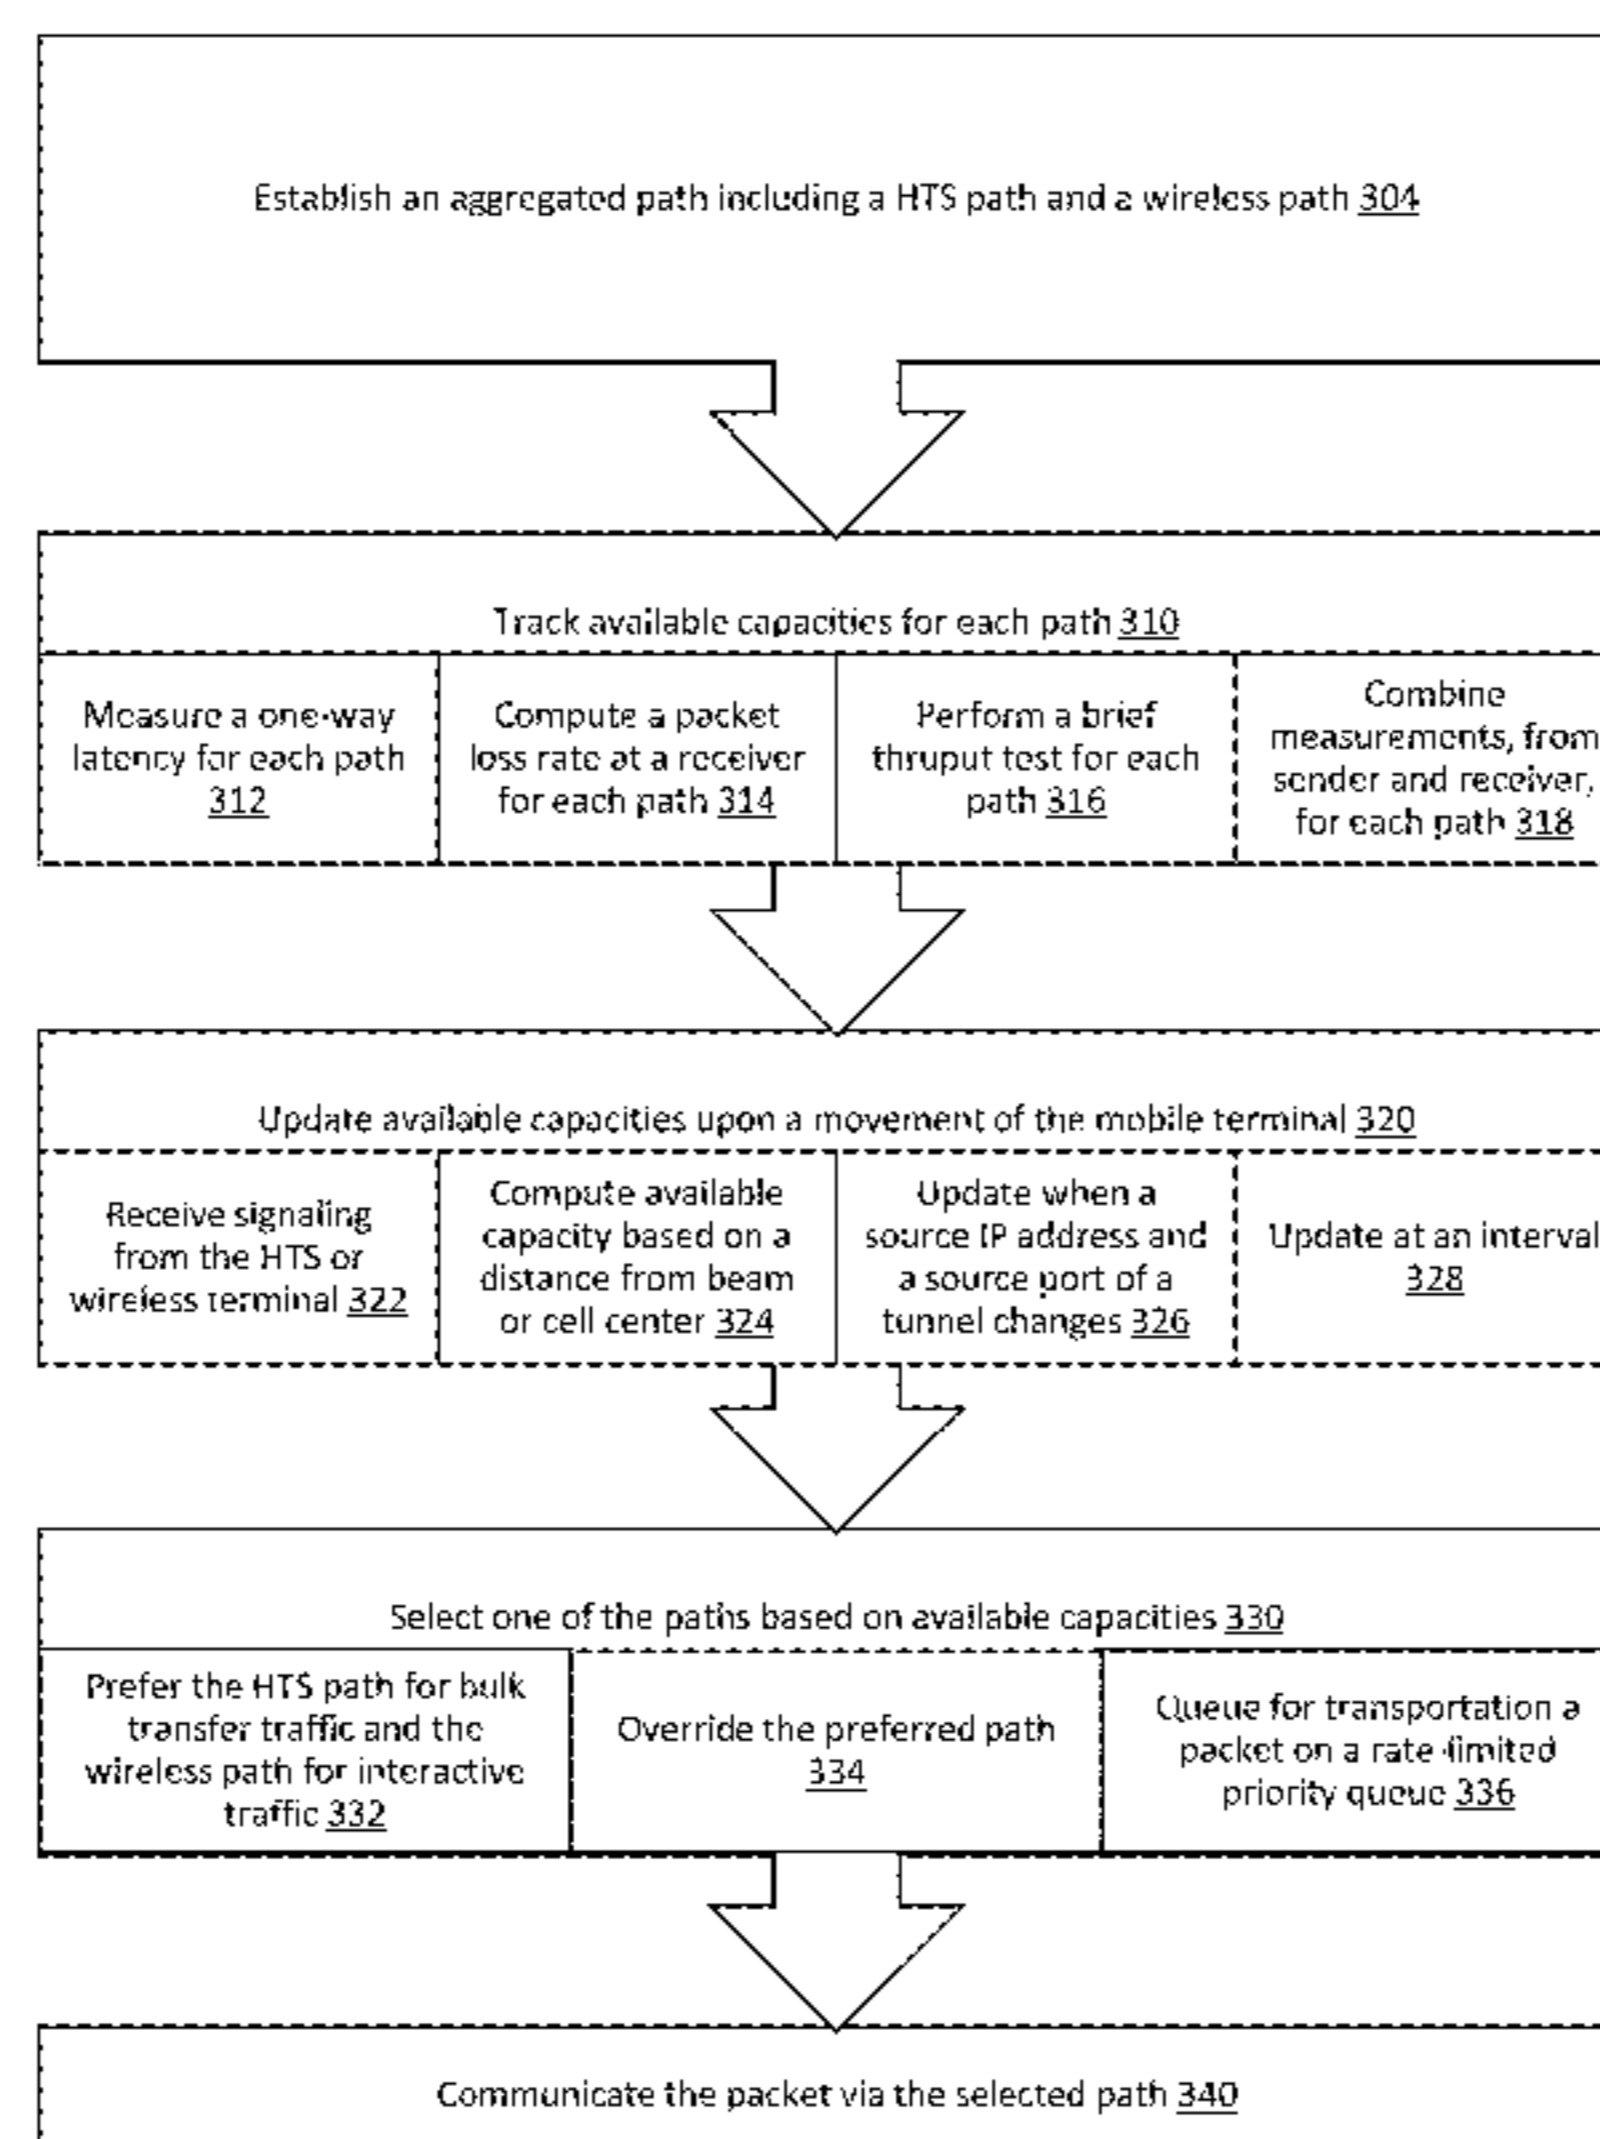 Establish an aggregated path including a HTS path and a wireless path 304
Track available capacities for each path 310
Measure a one-way
latency for each path
312
Compute a packet
loss rate at a receiver
for each path 314
Perform a brief
thruput test for each
path 316
Combine
measurements, from
sender and receiver,
for each path 318
Update available capacities upon a movement of the mobile terminal 320
Receive signaling
from the HTS or
wireless terminal 322
Compute available
capacity based on a
distance from beam
or cell center 324
Update when a
source IP address and
a source port of a
tunnel changes 326
Update at an interval
328
Select one of the paths based on available capacities 330
Prefer the HTS path for bulk
transfer traffic and the
wireless path for interactive
traffic 332
Override the preferred path
334
Queue for transportation a
packet on a rate-limited
priority queue 336
Communicate the packet via the selected path 340